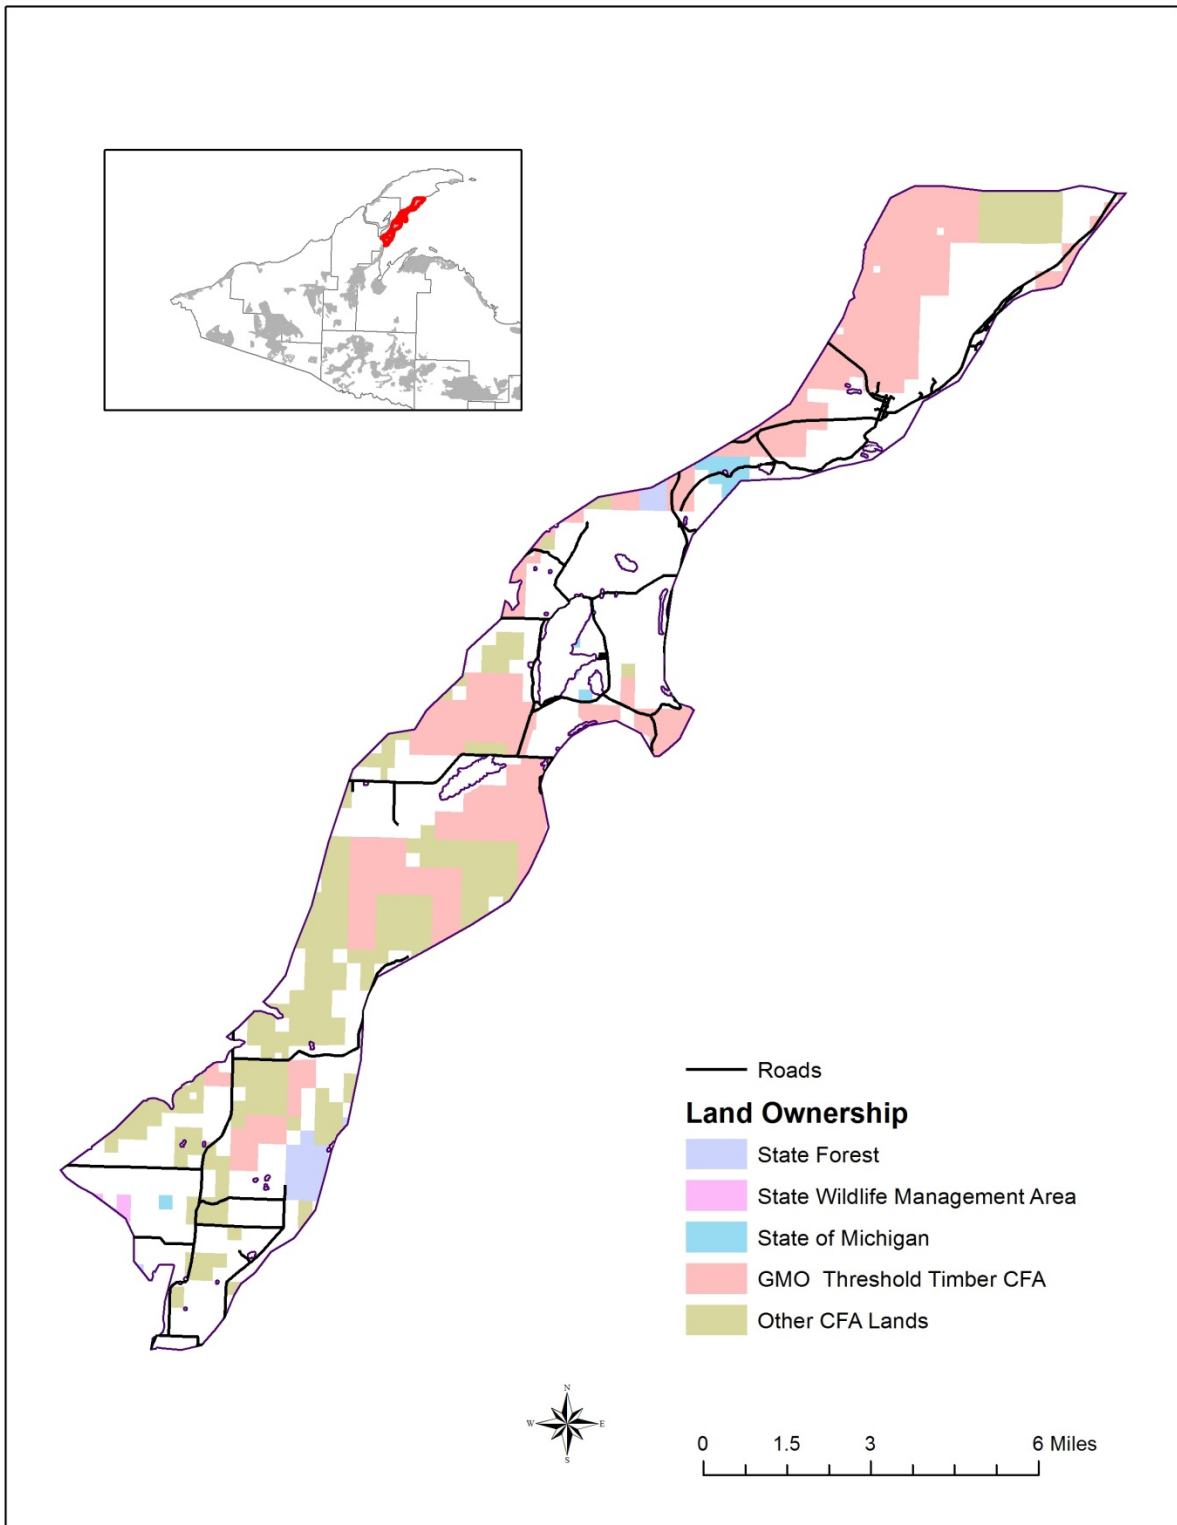 Roads
Land Ownership
State Forest
State Wildlife Management Area
State of Michigan
GMO  Threshold Timber CFA
Other CFA Lands
N
W E
S
0 1.5 3 6 Miles